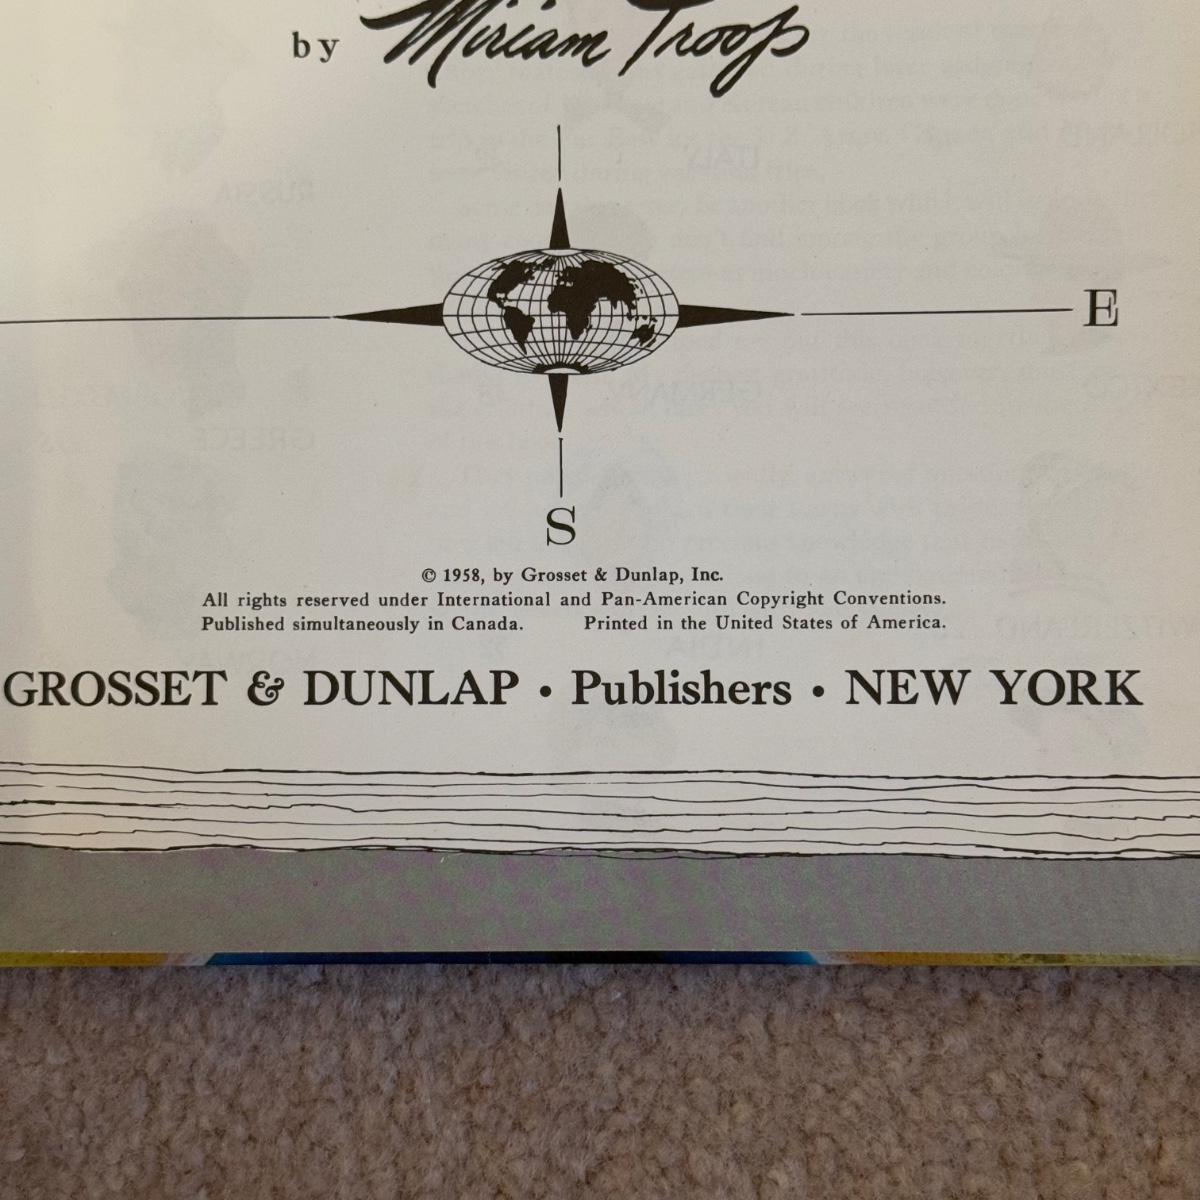 by Miriam Troop
E
S
© 1958, by Grosset & Dunlap, Inc.
All rights reserved under International and Pan-American Copyright Conventions.
Published simultaneously in Canada. Printed in the United States of America.
GROSSET & DUNLAP • Publishers • NEW YORK